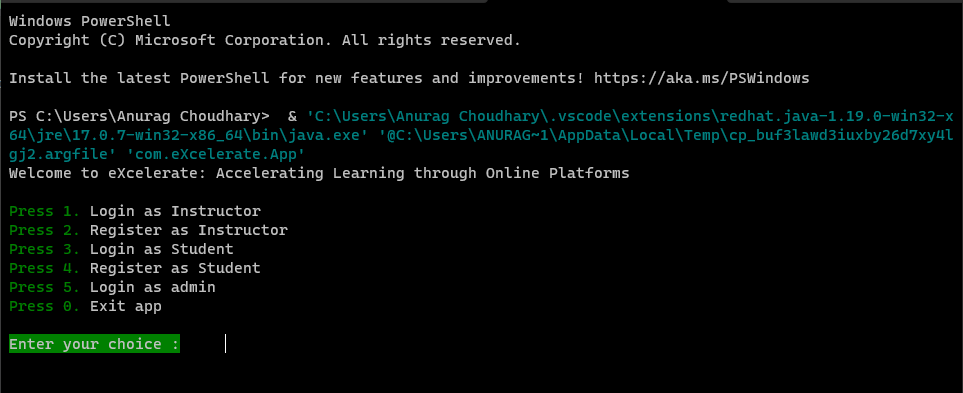 Windows PowerShell
Copyright (C) Microsoft Corporation. All rights reserved.
Install the latest PowerShell for new features and improvements! https://aka.ms/PSWindows
PS C:\Users\Anurag Choudhary>  & 'C:\Users\Anurag Choudhary\.vscode\extensions\redhat.java-1.19.0-win32-x
64\jre\17.0.7-win32-x86_64\bin\java.exe' '@C:\Users\ANURAG~1\AppData\Local\Temp\cp_buf3lawd3iuxby26d7xy4l
gj2.argfile' 'com.eXcelerate.App'
Welcome to eXcelerate: Accelerating Learning through Online Platforms
Press 1. Login as Instructor
Press 2. Register as Instructor
Press 3. Login as Student
Press 4. Register as Student
Press 5. Login as admin
Press 0. Exit app
Enter your choice :